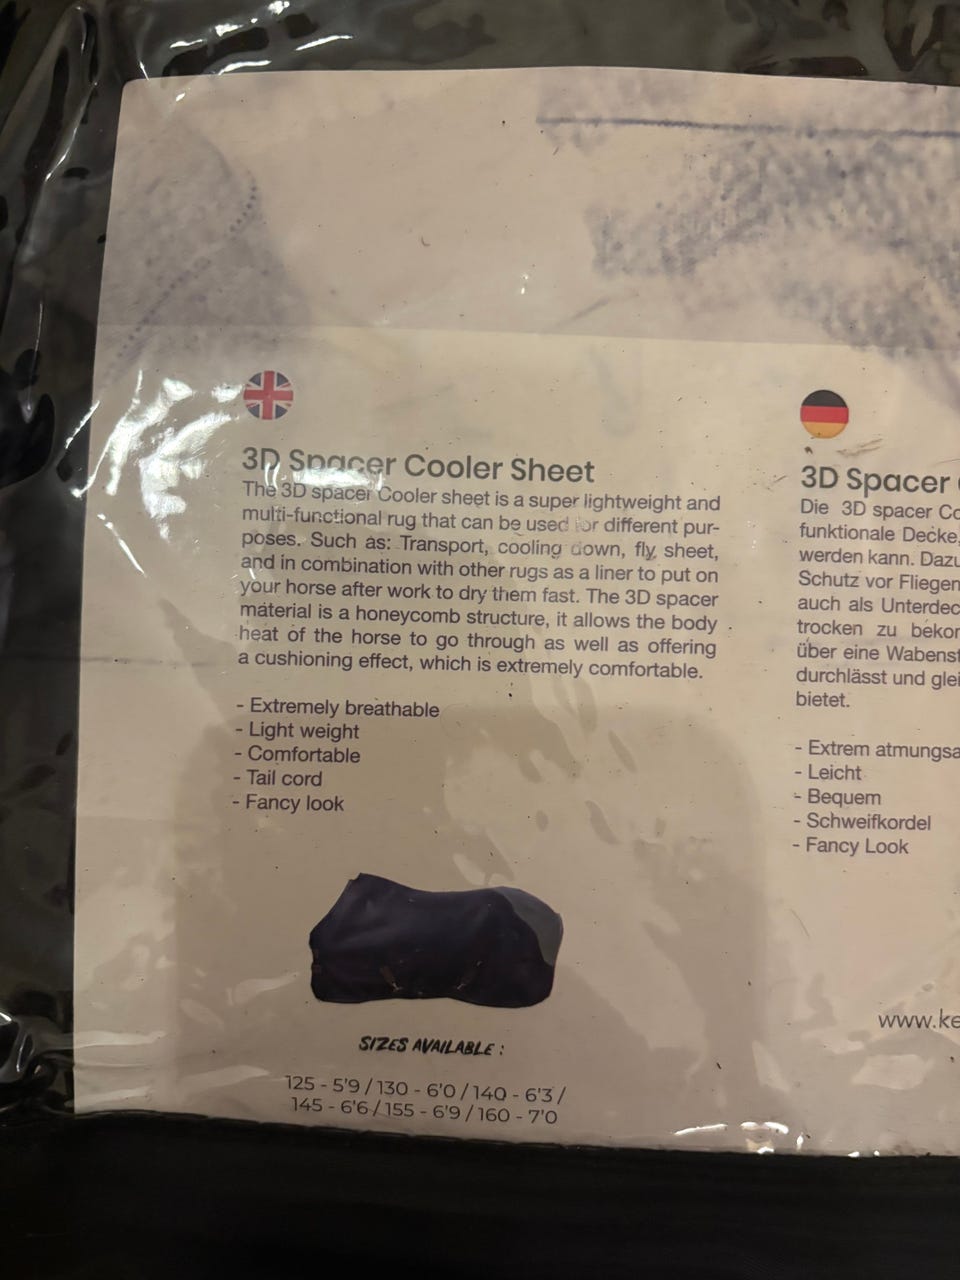 3D Spacer Cooler Sheet
The 3D spacer Cooler sheet is a super lightweight and
multi-functional rug that can be used for different pur-
poses. Such as: Transport, cooling down, fly sheet,
and in combination with other rugs as a liner to put on
your horse after work to dry them fast. The 3D spacer
material is a honeycomb structure, it allows the body
heat of the horse to go through as well as offering
a cushioning effect, which is extremely comfortable.
- Extremely breathable
- Light weight
- Comfortable
- Tail cord
- Fancy look
SIZES AVAILABLE :
125 - 5'9 / 130 - 6'0 / 140 - 6'3 /
145 - 6'6 / 155 - 6'9 / 160 - 7'0
3D Spacer
Die 3D spacer Co
funktionale Decke,
werden kann. Dazu
Schutz vor Fliegen
auch als Unterdec
trocken zu bekor
über eine Wabenst
durchlässt und glei
bietet.
- Extrem atmungsa
- Leicht
- Bequem
- Schweifkordel
- Fancy Look
www.ke